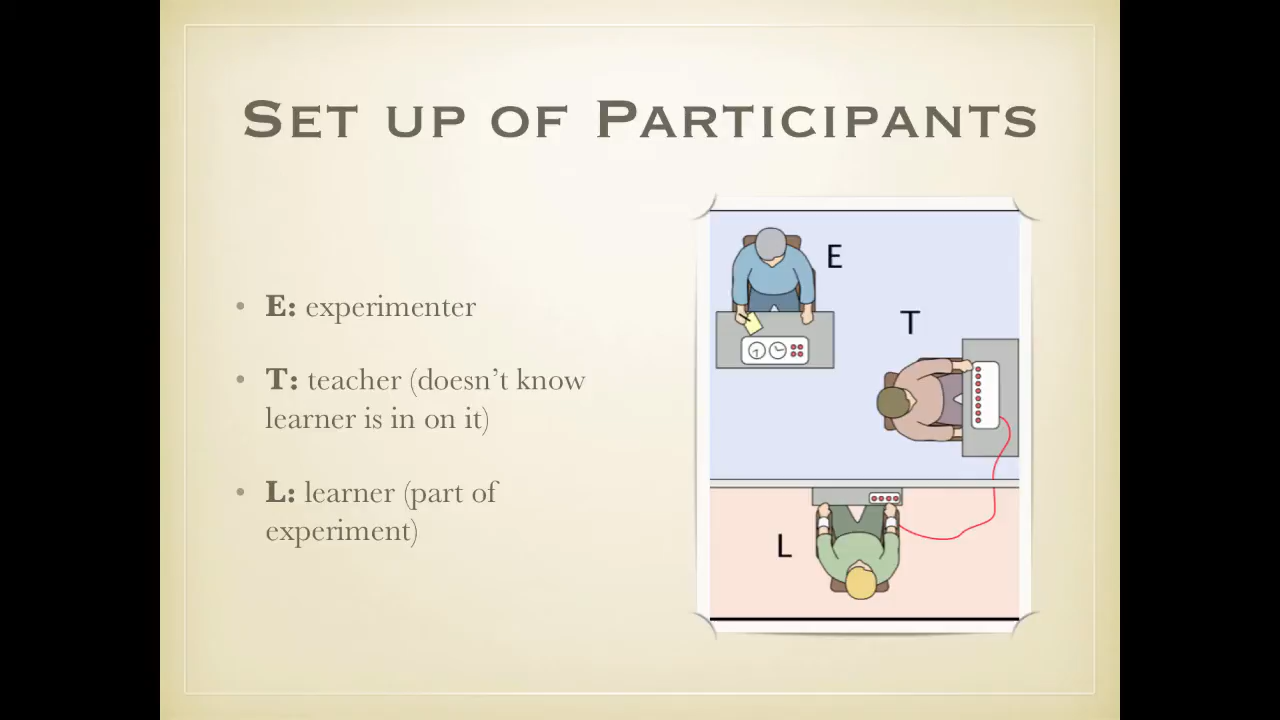 SET UP OF PARTICIPANTS
• E: experimenter
• T: teacher (doesn’t know
learner is in on it)
• L: learner (part of
experiment)
E
T
L